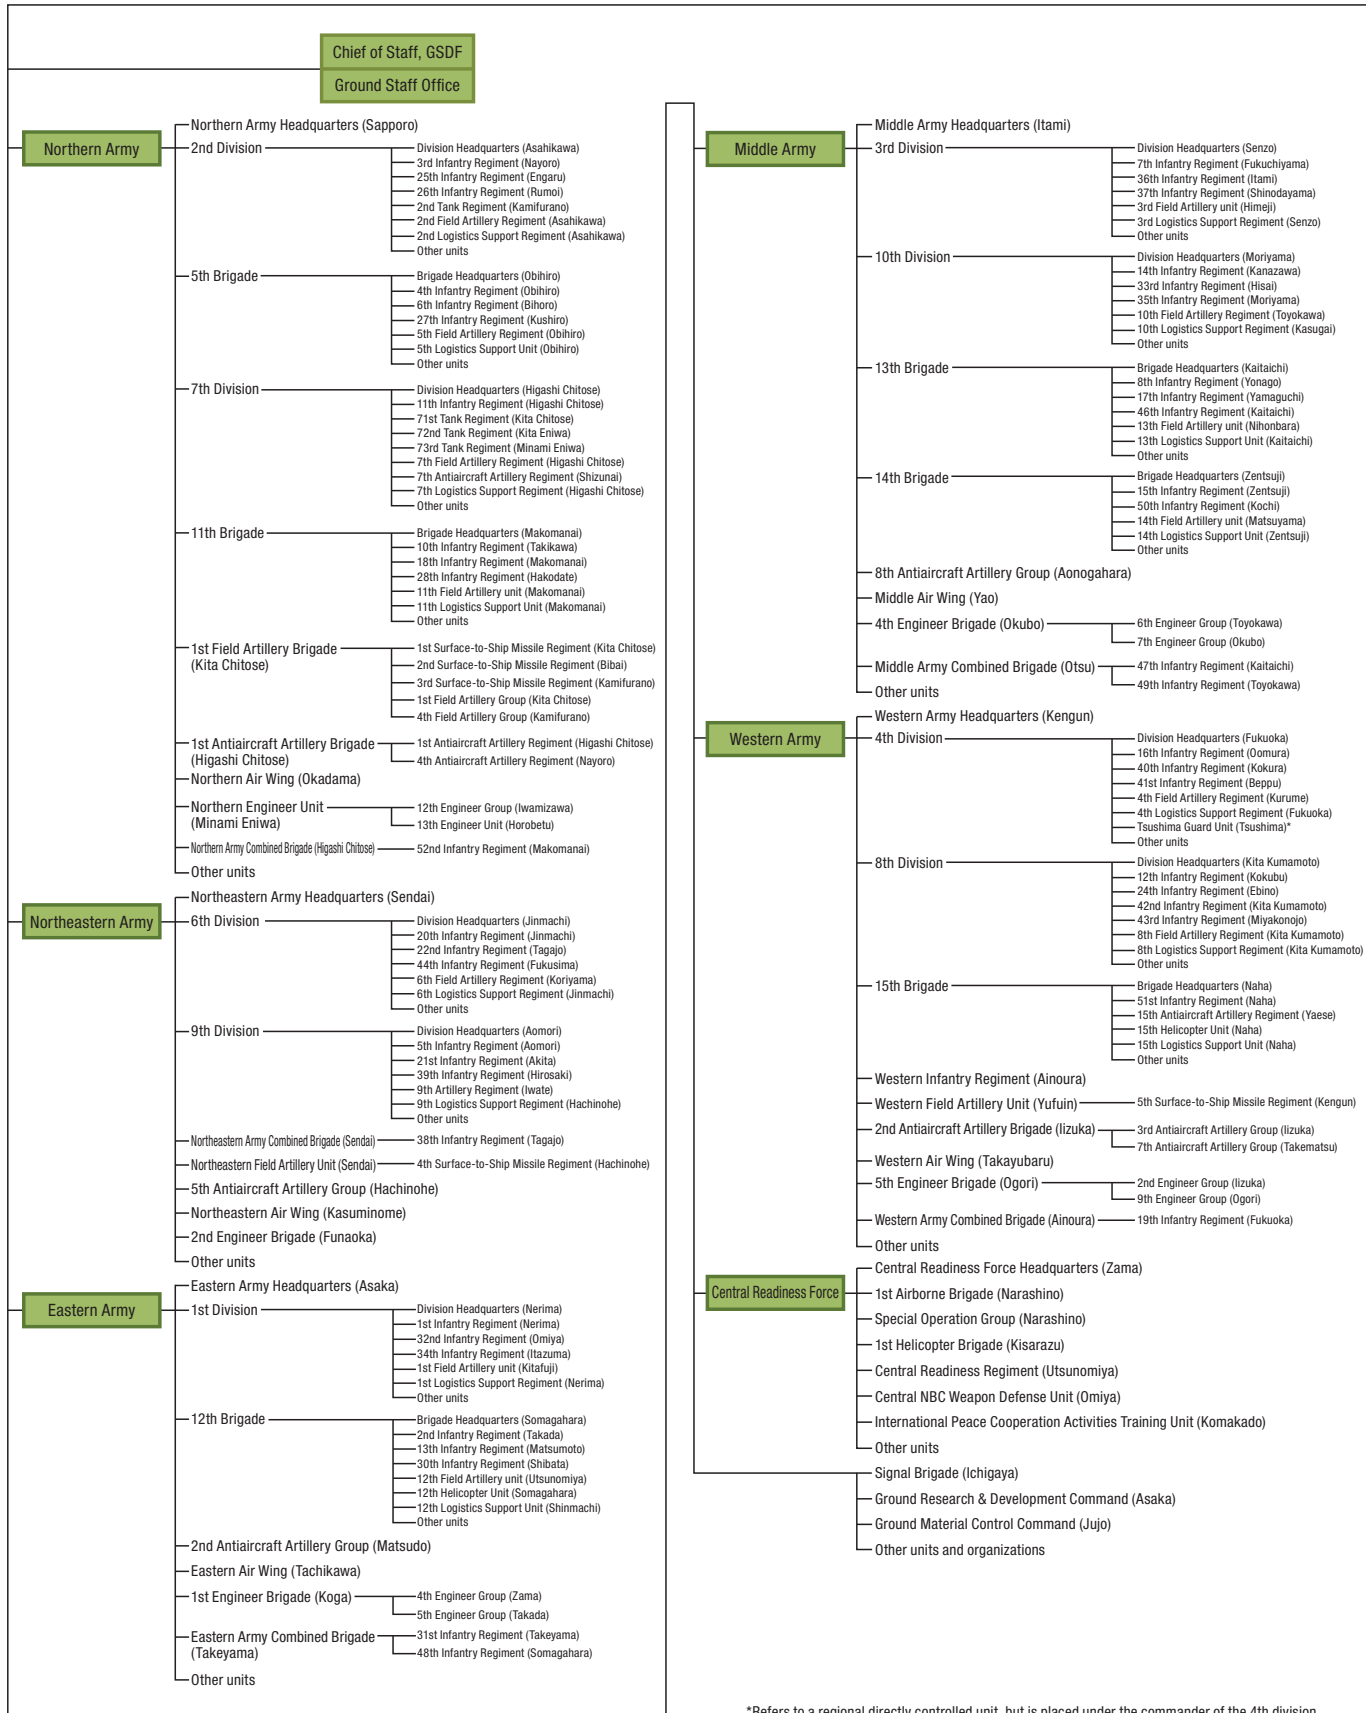 Chief of Staff, GSDF
Ground Staff Office
Northern Army
Northern Army Headquarters (Sapporo)
2nd Division
Division Headquarters (Asahikawa)
3rd Infantry Regiment (Nayoro)
25th Infantry Regiment (Engaru)
26th Infantry Regiment (Rumoi)
2nd Tank Regiment (Kamifurano)
2nd Field Artillery Regiment (Asahikawa)
2nd Logistics Support Regiment (Asahikawa)
Other units
5th Brigade
Brigade Headquarters (Obihiro)
4th Infantry Regiment (Obihiro)
6th Infantry Regiment (Bihoro)
27th Infantry Regiment (Kushiro)
5th Field Artillery Regiment (Obihiro)
5th Logistics Support Unit (Obihiro)
Other units
7th Division
Division Headquarters (Higashi Chitose)
11th Infantry Regiment (Higashi Chitose)
71st Tank Regiment (Kita Chitose)
72nd Tank Regiment (Kita Eniwa)
73rd Tank Regiment (Minami Eniwa)
7th Field Artillery Regiment (Higashi Chitose)
7th Antiaircraft Artillery Regiment (Shizunai)
7th Logistics Support Regiment (Higashi Chitose)
Other units
11th Brigade
Brigade Headquarters (Makomanai)
10th Infantry Regiment (Takikawa)
18th Infantry Regiment (Makomanai)
28th Infantry Regiment (Hakodate)
11th Field Artillery unit (Makomanai)
11th Logistics Support Unit (Makomanai)
Other units
1st Field Artillery Brigade
(Kita Chitose)
1st Surface-to-Ship Missile Regiment (Kita Chitose)
2nd Surface-to-Ship Missile Regiment (Bibai)
3rd Surface-to-Ship Missile Regiment (Kamifurano)
1st Field Artillery Group (Kita Chitose)
4th Field Artillery Group (Kamifurano)
1st Antiaircraft Artillery Brigade
(Higashi Chitose)
1st Antiaircraft Artillery Regiment (Higashi Chitose)
4th Antiaircraft Artillery Regiment (Nayoro)
Northern Air Wing (Okadama)
Northern Engineer Unit
(Minami Eniwa)
12th Engineer Group (Iwamizawa)
13th Engineer Unit (Horobetu)
Northern Army Combined Brigade (Higashi Chitose)
52nd Infantry Regiment (Makomanai)
Other units
Northeastern Army
Northeastern Army Headquarters (Sendai)
6th Division
Division Headquarters (Jinmachi)
20th Infantry Regiment (Jinmachi)
22nd Infantry Regiment (Tagajo)
44th Infantry Regiment (Fukusima)
6th Field Artillery Regiment (Koriyama)
6th Logistics Support Regiment (Jinmachi)
Other units
9th Division
Division Headquarters (Aomori)
5th Infantry Regiment (Aomori)
21st Infantry Regiment (Akita)
39th Infantry Regiment (Hirosaki)
9th Artillery Regiment (Iwate)
9th Logistics Support Regiment (Hachinohe)
Other units
Northeastern Army Combined Brigade (Sendai)
38th Infantry Regiment (Tagajo)
Northeastern Field Artillery Unit (Sendai)
4th Surface-to-Ship Missile Regiment (Hachinohe)
5th Antiaircraft Artillery Group (Hachinohe)
Northeastern Air Wing (Kasuminome)
2nd Engineer Brigade (Funaoka)
Other units
Eastern Army
Eastern Army Headquarters (Asaka)
1st Division
Division Headquarters (Nerima)
1st Infantry Regiment (Nerima)
32nd Infantry Regiment (Omiya)
34th Infantry Regiment (Itazuma)
1st Field Artillery unit (Kitafuji)
1st Logistics Support Regiment (Nerima)
Other units
12th Brigade
Brigade Headquarters (Somagahara)
2nd Infantry Regiment (Takada)
13th Infantry Regiment (Matsumoto)
30th Infantry Regiment (Shibata)
12th Field Artillery unit (Utsunomiya)
12th Helicopter Unit (Somagahara)
12th Logistics Support Unit (Shinmachi)
Other units
2nd Antiaircraft Artillery Group (Matsudo)
Eastern Air Wing (Tachikawa)
1st Engineer Brigade (Koga)
4th Engineer Group (Zama)
5th Engineer Group (Takada)
Eastern Army Combined Brigade
(Takeyama)
31st Infantry Regiment (Takeyama)
48th Infantry Regiment (Somagahara)
Other units
Middle Army
Middle Army Headquarters (Itami)
3rd Division
Division Headquarters (Senzo)
7th Infantry Regiment (Fukuchiyama)
36th Infantry Regiment (Itami)
37th Infantry Regiment (Shinodayama)
3rd Field Artillery unit (Himeji)
3rd Logistics Support Regiment (Senzo)
Other units
10th Division
Division Headquarters (Moriyama)
14th Infantry Regiment (Kanazawa)
33rd Infantry Regiment (Hisai)
35th Infantry Regiment (Moriyama)
10th Field Artillery Regiment (Toyokawa)
10th Logistics Support Regiment (Kasugai)
Other units
13th Brigade
Brigade Headquarters (Kaitaichi)
8th Infantry Regiment (Yonago)
17th Infantry Regiment (Yamaguchi)
46th Infantry Regiment (Kaitaichi)
13th Field Artillery unit (Nihonbara)
13th Logistics Support Unit (Kaitaichi)
Other units
14th Brigade
Brigade Headquarters (Zentsuji)
15th Infantry Regiment (Zentsuji)
50th Infantry Regiment (Kochi)
14th Field Artillery unit (Matsuyama)
14th Logistics Support Unit (Zentsuji)
Other units
8th Antiaircraft Artillery Group (Aonogahara)
Middle Air Wing (Yao)
4th Engineer Brigade (Okubo)
6th Engineer Group (Toyokawa)
7th Engineer Group (Okubo)
Middle Army Combined Brigade (Otsu)
47th Infantry Regiment (Kaitaichi)
49th Infantry Regiment (Toyokawa)
Other units
Western Army
Western Army Headquarters (Kengun)
4th Division
Division Headquarters (Fukuoka)
16th Infantry Regiment (Oomura)
40th Infantry Regiment (Kokura)
41st Infantry Regiment (Beppu)
4th Field Artillery Regiment (Kurume)
4th Logistics Support Regiment (Fukuoka)
Tsushima Guard Unit (Tsushima)*
Other units
8th Division
Division Headquarters (Kita Kumamoto)
12th Infantry Regiment (Kokubu)
24th Infantry Regiment (Ebino)
42nd Infantry Regiment (Kita Kumamoto)
43rd Infantry Regiment (Miyakonojo)
8th Field Artillery Regiment (Kita Kumamoto)
8th Logistics Support Regiment (Kita Kumamoto)
Other units
15th Brigade
Brigade Headquarters (Naha)
51st Infantry Regiment (Naha)
15th Antiaircraft Artillery Regiment (Yaese)
15th Helicopter Unit (Naha)
15th Logistics Support Unit (Naha)
Other units
Western Infantry Regiment (Ainoura)
Western Field Artillery Unit (Yufuin)
5th Surface-to-Ship Missile Regiment (Kengun)
2nd Antiaircraft Artillery Brigade (Iizuka)
3rd Antiaircraft Artillery Group (Iizuka)
7th Antiaircraft Artillery Group (Takematsu)
Western Air Wing (Takayubaru)
5th Engineer Brigade (Ogori)
2nd Engineer Group (Iizuka)
9th Engineer Group (Ogori)
Western Army Combined Brigade (Ainoura)
19th Infantry Regiment (Fukuoka)
Other units
Central Readiness Force
Central Readiness Force Headquarters (Zama)
1st Airborne Brigade (Narashino)
Special Operation Group (Narashino)
1st Helicopter Brigade (Kisarazu)
Central Readiness Regiment (Utsunomiya)
Central NBC Weapon Defense Unit (Omiya)
International Peace Cooperation Activities Training Unit (Komakado)
Other units
Signal Brigade (Ichigaya)
Ground Research & Development Command (Asaka)
Ground Material Control Command (Jujo)
Other units and organizations
*Refers to a regional directly controlled unit, but is placed under the commander of the 4th division